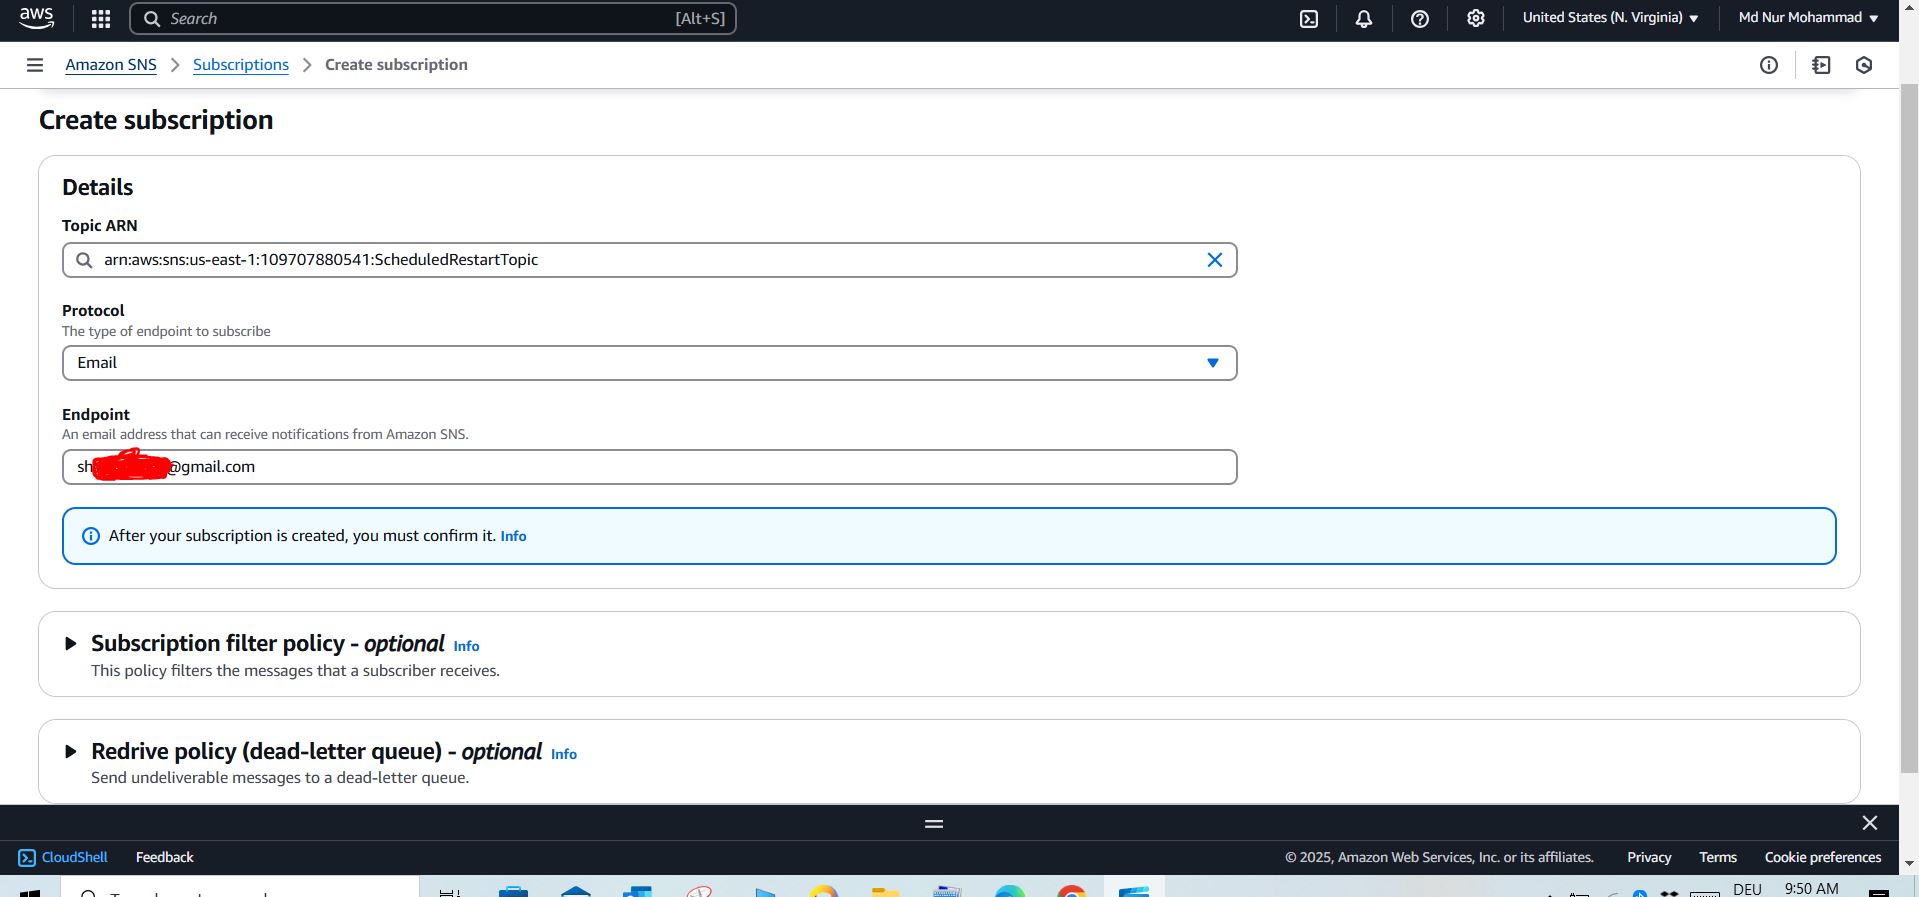 aws
Search [Alt+S]
United States (N. Virginia)
Md Nur Mohammad
Amazon SNS > Subscriptions > Create subscription
Create subscription
Details
Topic ARN
arn:aws:sns:us-east-1:109707880541:ScheduledRestartTopic
Protocol
The type of endpoint to subscribe
Email
Endpoint
An email address that can receive notifications from Amazon SNS.
sh @gmail.com
After your subscription is created, you must confirm it. Info
Subscription filter policy - optional Info
This policy filters the messages that a subscriber receives.
Redrive policy (dead-letter queue) - optional Info
Send undeliverable messages to a dead-letter queue.
CloudShell Feedback
© 2025, Amazon Web Services, Inc. or its affiliates. Privacy Terms Cookie preferences
DEU
9:50 AM